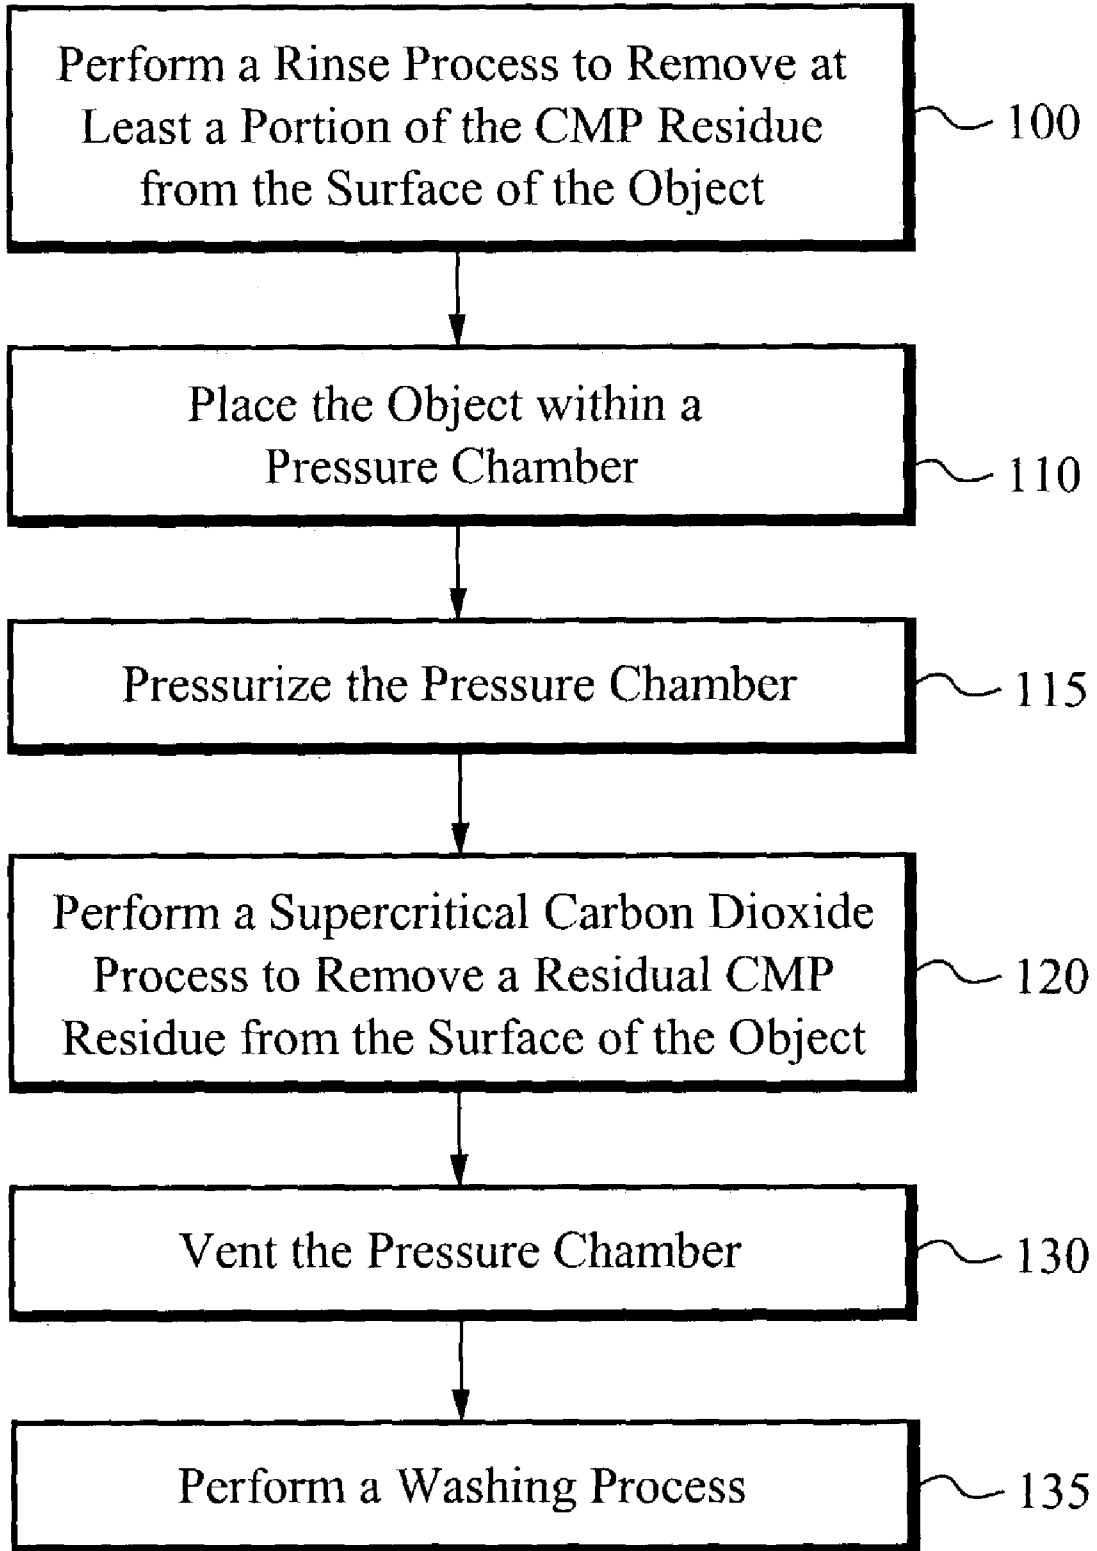 Perform a Rinse Process to Remove at
Least a Portion of the CMP Residue
from the Surface of the Object
100
Place the Object within a
Pressure Chamber
110
Pressurize the Pressure Chamber
115
Perform a Supercritical Carbon Dioxide
Process to Remove a Residual CMP
Residue from the Surface of the Object
120
Vent the Pressure Chamber
130
Perform a Washing Process
135